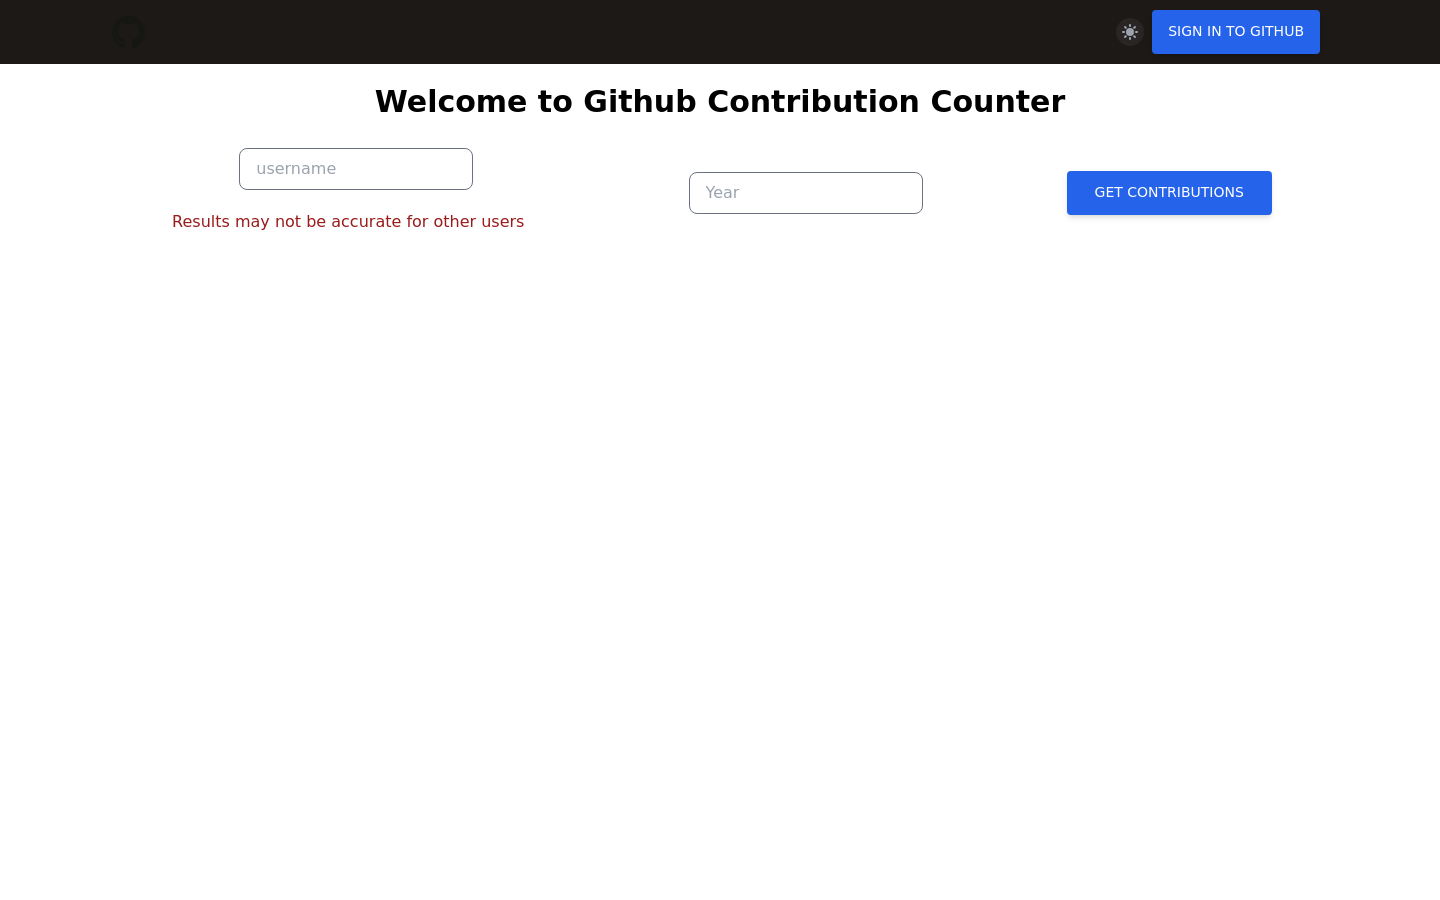 SIGN IN TO GITHUB
Welcome to Github Contribution Counter
username
Year
GET CONTRIBUTIONS
Results may not be accurate for other users